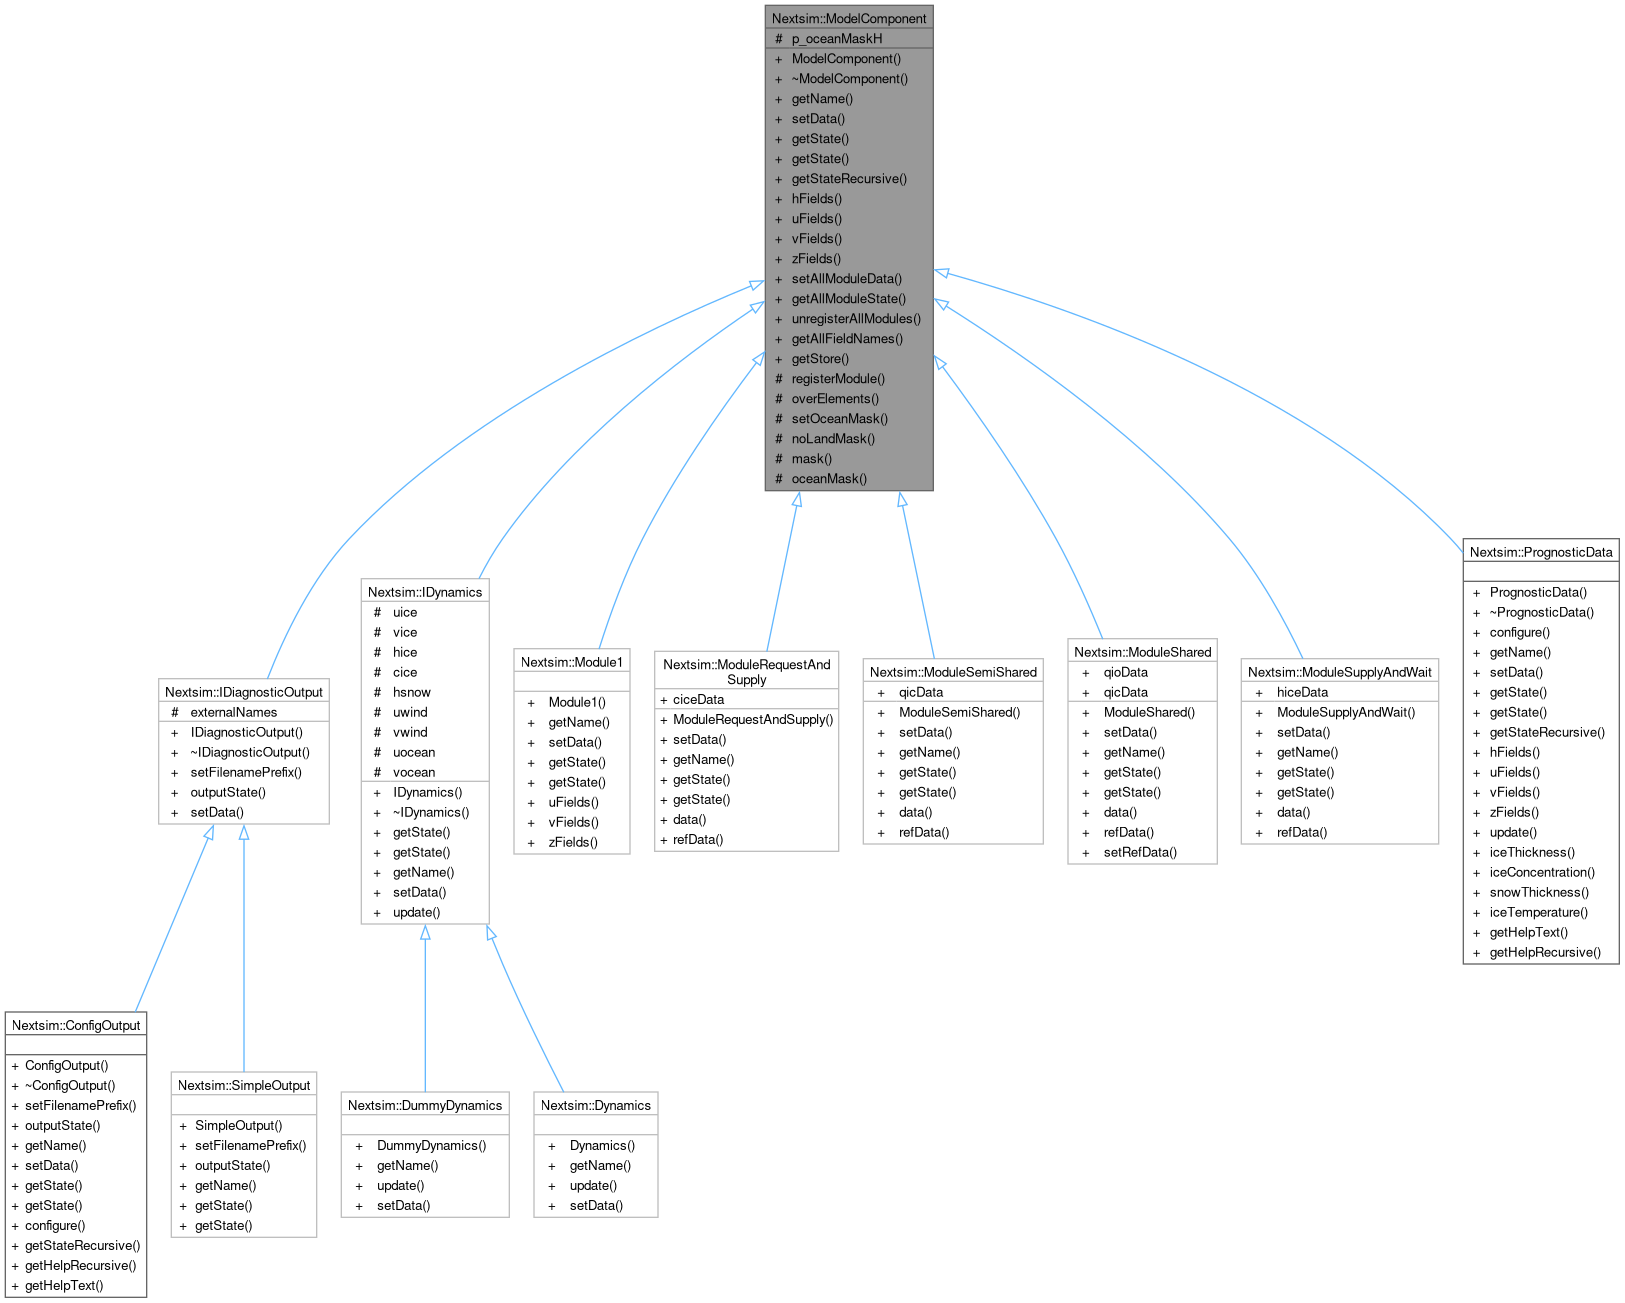 Nextsim::ModelComponent
# p_oceanMaskH
+ ModelComponent()
+ ~ModelComponent()
+ getName()
+ setData()
+ getState()
+ getState()
+ getStateRecursive()
+ hFields()
+ uFields()
+ vFields()
+ zFields()
+ setAllModuleData()
+ getAllModuleState()
+ unregisterAllModules()
+ getAllFieldNames()
+ getStore()
# registerModule()
# overElements()
# setOceanMask()
# noLandMask()
# mask()
# oceanMask()
Nextsim::IDiagnosticOutput
# externalNames
+ IDiagnosticOutput()
+ ~IDiagnosticOutput()
+ setFilenamePrefix()
+ outputState()
+ setData()
Nextsim::IDynamics
# uice
# vice
# hice
# cice
# hsnow
# uwind
# vwind
# uocean
# vocean
+ IDynamics()
+ ~IDynamics()
+ getState()
+ getState()
+ getName()
+ setData()
+ update()
Nextsim::Module1
+ Module1()
+ getName()
+ setData()
+ getState()
+ getState()
+ uFields()
+ vFields()
+ zFields()
Nextsim::ModuleRequestAnd
Supply
+ ciceData
+ ModuleRequestAndSupply()
+ setData()
+ getName()
+ getState()
+ getState()
+ data()
+ refData()
Nextsim::ModuleSemiShared
+ qicData
+ ModuleSemiShared()
+ setData()
+ getName()
+ getState()
+ getState()
+ data()
+ refData()
Nextsim::ModuleShared
+ qioData
+ qicData
+ ModuleShared()
+ setData()
+ getName()
+ getState()
+ getState()
+ data()
+ refData()
+ setRefData()
Nextsim::ModuleSupplyAndWait
+ hiceData
+ ModuleSupplyAndWait()
+ setData()
+ getName()
+ getState()
+ getState()
+ data()
+ refData()
Nextsim::PrognosticData
+ PrognosticData()
+ ~PrognosticData()
+ configure()
+ getName()
+ setData()
+ getState()
+ getState()
+ getStateRecursive()
+ hFields()
+ uFields()
+ vFields()
+ zFields()
+ update()
+ iceThickness()
+ iceConcentration()
+ snowThickness()
+ iceTemperature()
+ getHelpText()
+ getHelpRecursive()
Nextsim::ConfigOutput
+ ConfigOutput()
+ ~ConfigOutput()
+ setFilenamePrefix()
+ outputState()
+ getName()
+ setData()
+ getState()
+ getState()
+ configure()
+ getStateRecursive()
+ getHelpRecursive()
+ getHelpText()
Nextsim::SimpleOutput
+ SimpleOutput()
+ setFilenamePrefix()
+ outputState()
+ getName()
+ getState()
+ getState()
Nextsim::DummyDynamics
+ DummyDynamics()
+ getName()
+ update()
+ setData()
Nextsim::Dynamics
+ Dynamics()
+ getName()
+ update()
+ setData()